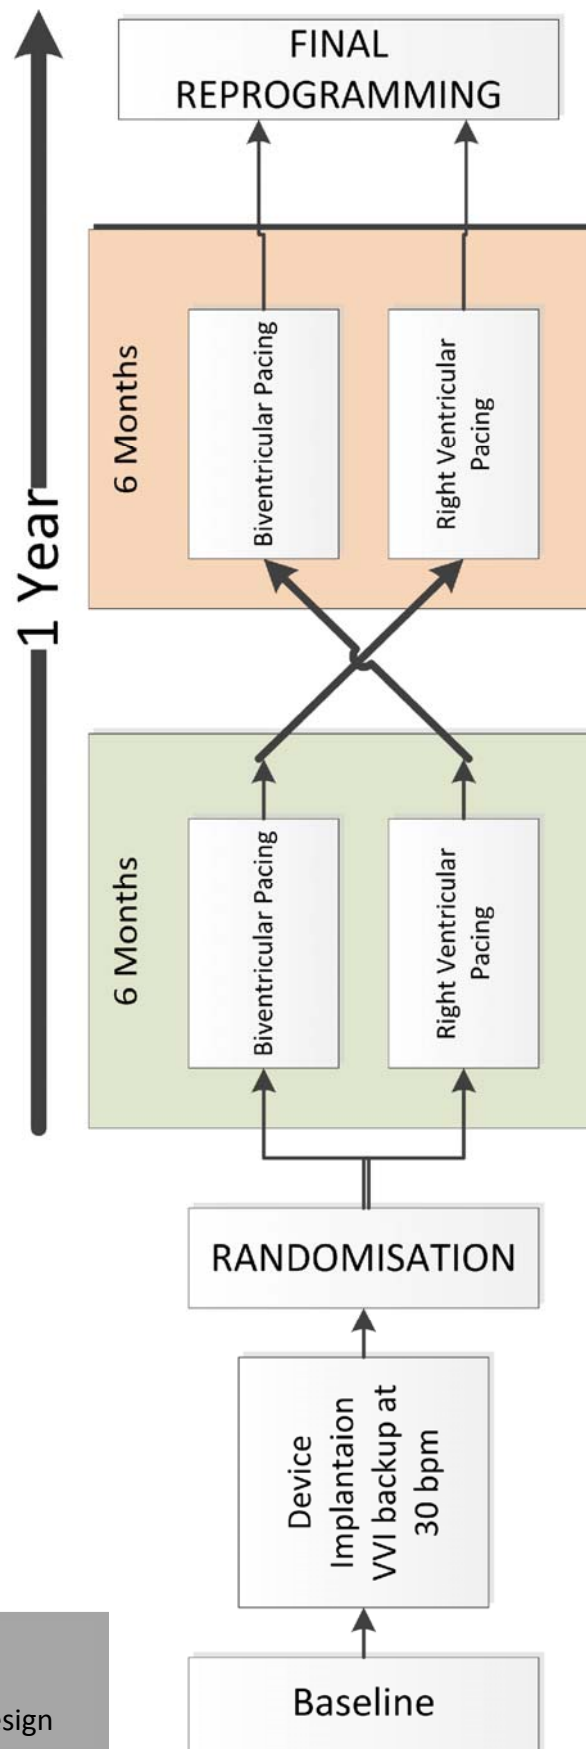 FINAL
REPROGRAMMING
1 Year
6 Months
Biventricular Pacing
Right Ventricular
Pacing
6 Months
Biventricular Pacing
Right Ventricular
Pacing
RANDOMISATION
Device
Implantaion
VVI backup at
30 bpm
Baseline
esign